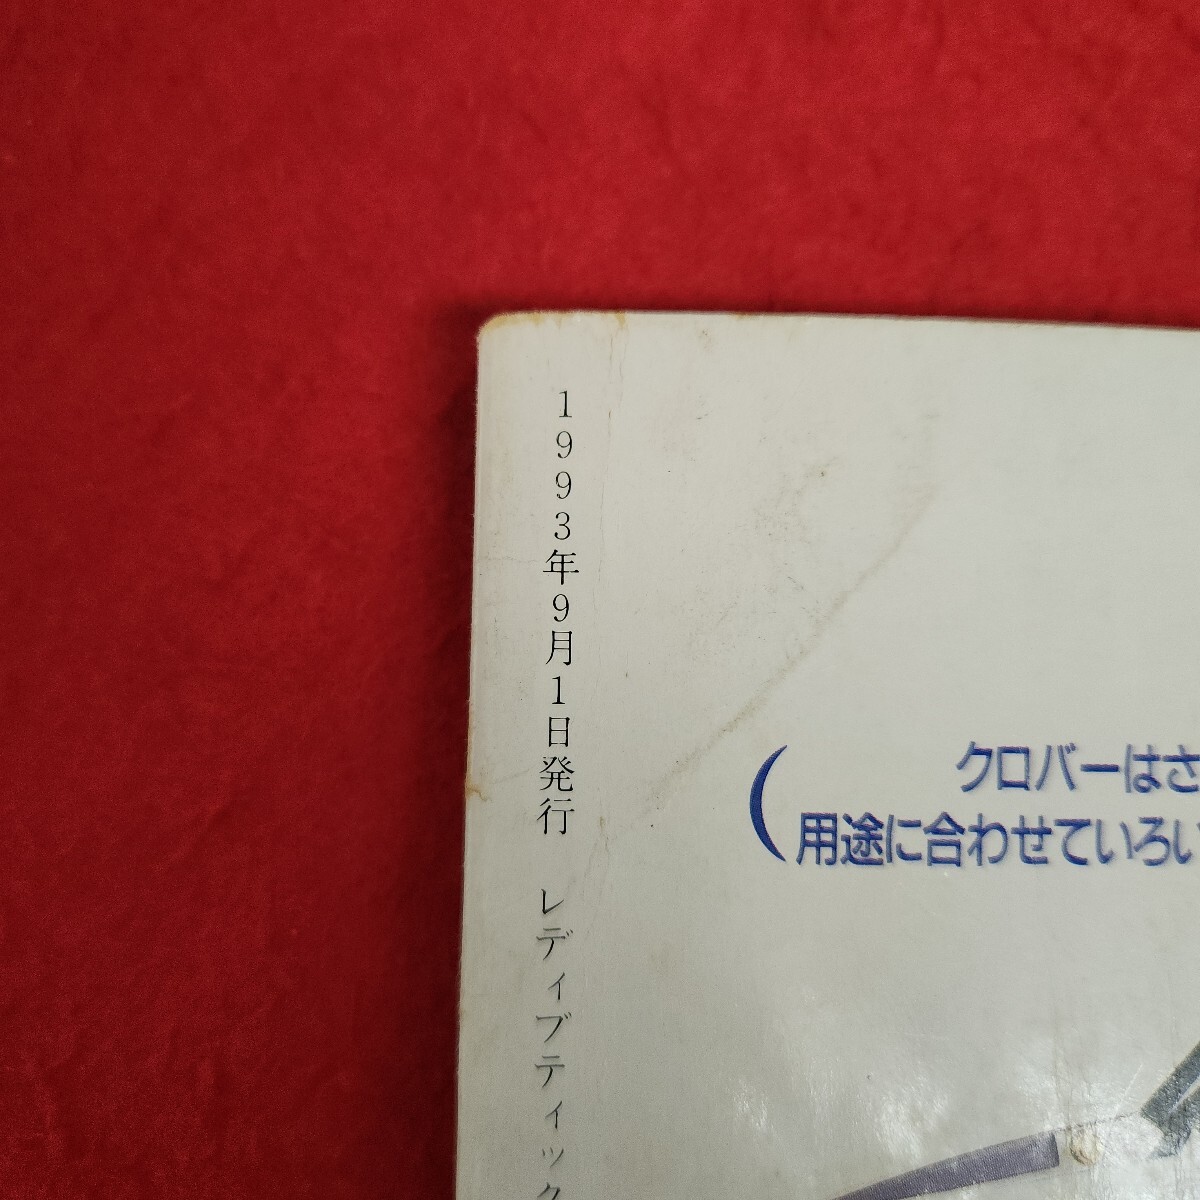 1993年9月1日発行 レディブティック
クロバーはさ
用途に合わせていろい